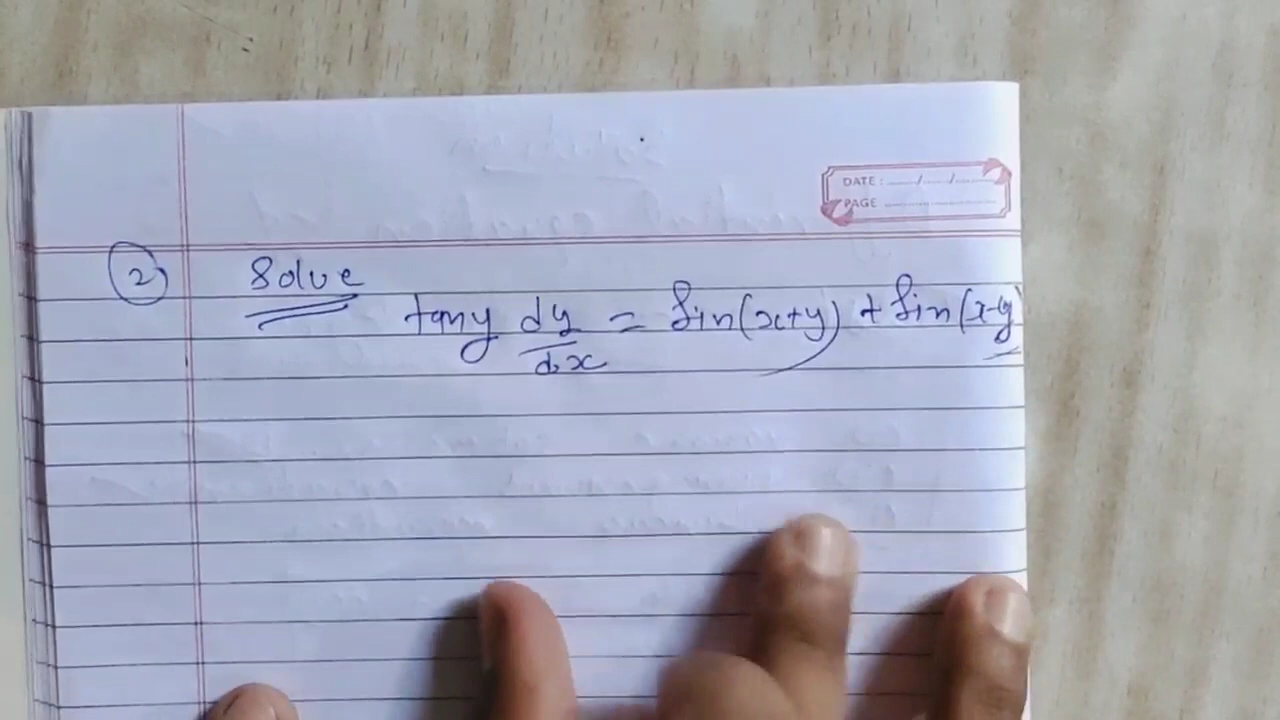 DATE : ....../....../......
PAGE ........................
2) Solve
tany dy/dx = sin(x+y) + sin(x-y)